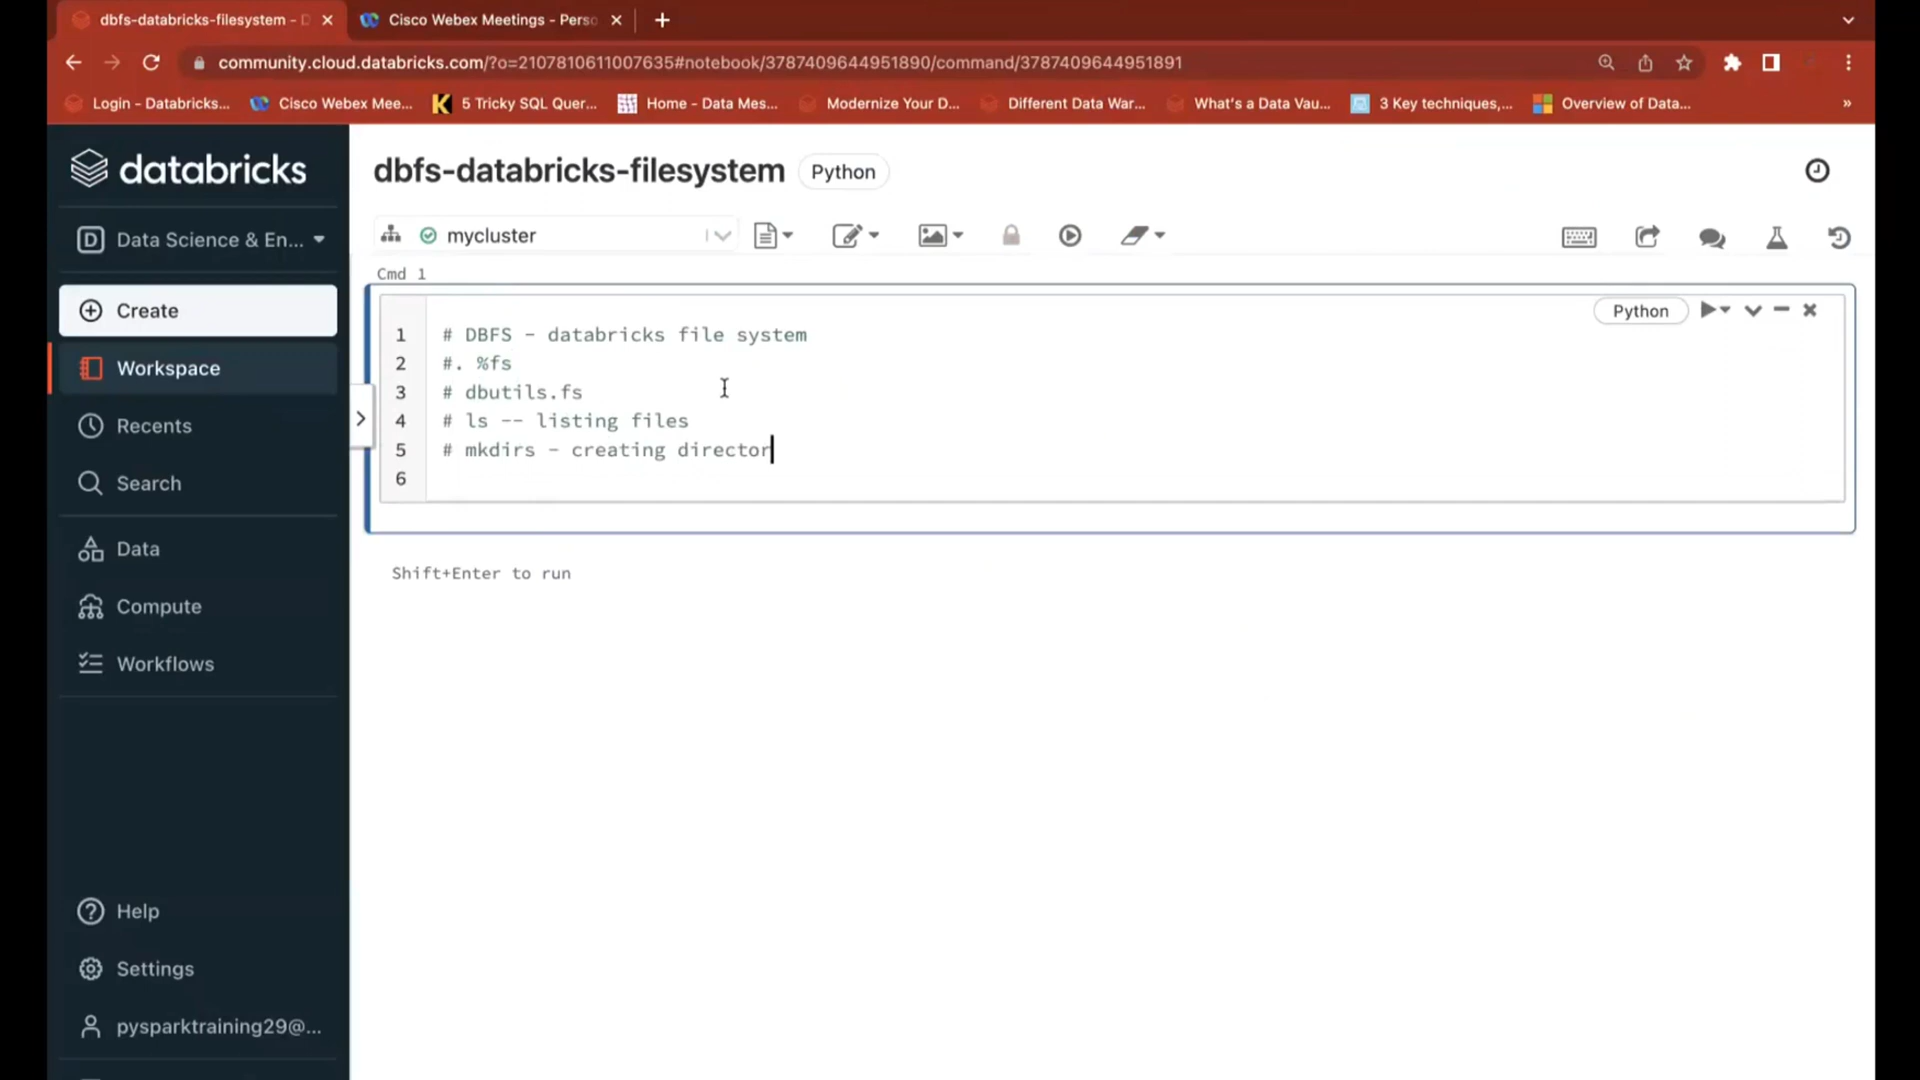 dbfs-databricks-filesystem - D
Cisco Webex Meetings - Perso
community.cloud.databricks.com/?o=2107810611007635#notebook/3787409644951890/command/3787409644951891
Login - Databricks...
Cisco Webex Mee...
5 Tricky SQL Quer...
Home - Data Mes...
Modernize Your D...
Different Data War...
What's a Data Vau...
3 Key techniques,...
Overview of Data...
»
databricks
dbfs-databricks-filesystem
Python
D Data Science & En...
mycluster
Cmd 1
Create
Workspace
Recents
Search
Data
Compute
Workflows
Help
Settings
pysparktraining29@...
Python
1 # DBFS - databricks file system
2 #. %fs
3 # dbutils.fs
4 # ls -- listing files
5 # mkdirs - creating director
6
Shift+Enter to run